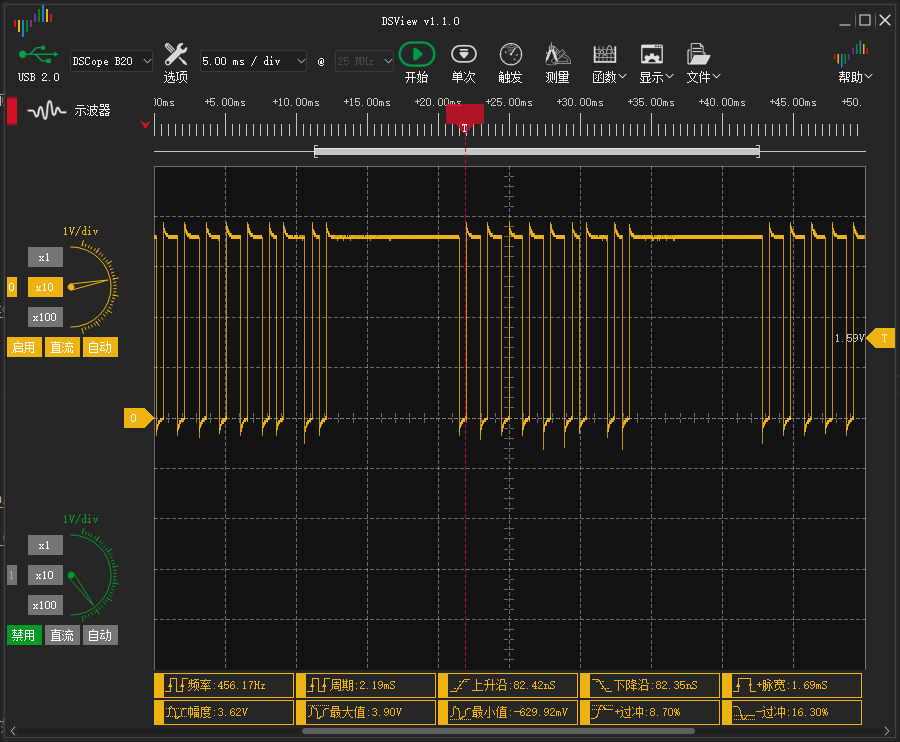 DSView v1.1.0
USB 2.0
DSCope B20
选项
5.00 ms / div
@
25 MHz
开始
单次
触发
测量
函数
显示
文件
帮助
示波器
00ms
+5.00ms
+10.00ms
+15.00ms
+20.00ms
+25.00ms
+30.00ms
+35.00ms
+40.00ms
+45.00ms
+50.
T
1V/div
x1
0
x10
x100
启用
直流
自动
1.59V
T
0
1V/div
x1
1
x10
x100
禁用
直流
自动
频率:456.17Hz
周期:2.19mS
上升沿:82.42nS
下降沿:82.35nS
+脉宽:1.69mS
幅度:3.62V
最大值:3.90V
最小值:-629.92mV
+过冲:8.70%
-过冲:16.30%